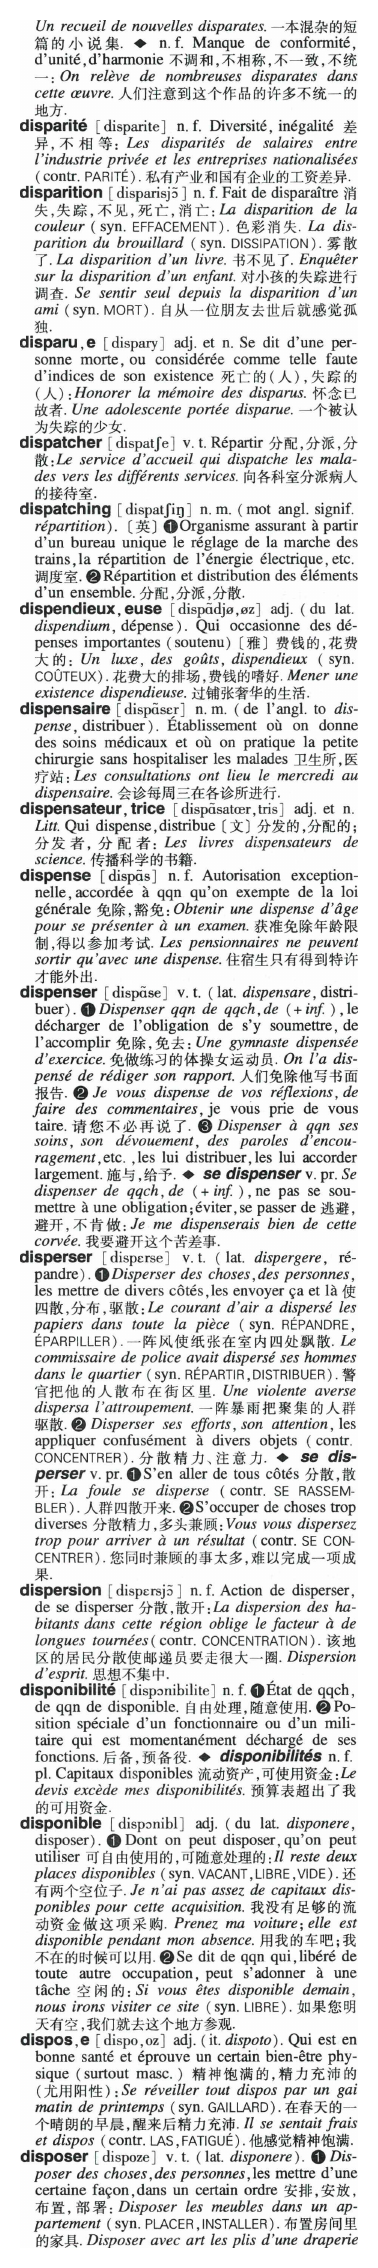 Un recueil de nouvelles disparates. 一本混杂的短
篇的小说集. ◆ n. f. Manque de conformité,
d'unité, d'harmonie 不调和,不相称,不一致,不统
一: On relève de nombreuses disparates dans
cette œuvre. 人们注意到这个作品的许多不统一的
地方.
disparité [disparite] n. f. Diversité, inégalité 差
异,不相等: Les disparités de salaires entre
l'industrie privée et les entreprises nationalisées
(contr. PARITÉ). 私有产业和国有企业的工资差异.
disparition [disparisjɔ̃] n. f. Fait de disparaître 消
失,失踪,不见,死亡,消亡: La disparition de la
couleur (syn. EFFACEMENT). 色彩消失. La dis-
parition du brouillard (syn. DISSIPATION). 雾散
了. La disparition d'un livre. 书不见了. Enquêter
sur la disparition d'un enfant. 对小孩的失踪进行
调查. Se sentir seul depuis la disparition d'un
ami (syn. MORT). 自从一位朋友去世后就感觉孤
独.
disparu, e [dispary] adj. et n. Se dit d'une per-
sonne morte, ou considérée comme telle faute
d'indices de son existence 死亡的(人),失踪的
(人): Honorer la mémoire des disparus. 怀念已
故者. Une adolescente portée disparue. 一个被认
为失踪的少女.
dispatcher [dispatʃe] v. t. Répartir 分配,分派,分
散: Le service d'accueil qui dispatche les mala-
des vers les différents services. 向各科室分派病人
的接待室.
dispatching [dispatʃiŋ] n. m. (mot angl. signif.
répartition). 〔英〕 ❶Organisme assurant à partir
d'un bureau unique le réglage de la marche des
trains, la répartition de l'énergie électrique, etc.
调度室. ❷Répartition et distribution des éléments
d'un ensemble. 分配,分派,分散.
dispendieux, euse [dispɑ̃djø, øz] adj. (du lat.
dispendium, dépense). Qui occasionne des dé-
penses importantes (soutenu) 〔雅〕 费钱的,花费
大的: Un luxe, des goûts, dispendieux (syn.
COÛTEUX). 花费大的排场,费钱的嗜好. Mener une
existence dispendieuse. 过铺张奢华的生活.
dispensaire [dispɑ̃sɛr] n. m. (de l'angl. to dis-
pense, distribuer). Établissement où on donne
des soins médicaux et où on pratique la petite
chirurgie sans hospitaliser les malades 卫生所,医
疗站: Les consultations ont lieu le mercredi au
dispensaire. 会诊每周三在各诊所进行.
dispensateur, trice [dispɑ̃satœr, tris] adj. et n.
Litt. Qui dispense, distribue 〔文〕 分发的,分配的;
分发者,分配者: Les livres dispensateurs de
science. 传播科学的书籍.
dispense [dispɑ̃s] n. f. Autorisation exception-
nelle, accordée à qqn qu'on exempte de la loi
générale 免除,豁免: Obtenir une dispense d'âge
pour se présenter à un examen. 获准免除年龄限
制,得以参加考试. Les pensionnaires ne peuvent
sortir qu'avec une dispense. 住宿生只有得到特许
才能外出.
dispenser [dispɑ̃se] v. t. (lat. dispensare, distri-
buer). ❶ Dispenser qqn de qqch, de (+ inf.), le
décharger de l'obligation de s'y soumettre, de
l'accomplir 免除,免去: Une gymnaste dispensée
d'exercice. 免做练习的体操女运动员. On l'a dis-
pensé de rédiger son rapport. 人们免除他写书面
报告. ❷ Je vous dispense de vos réflexions, de
faire des commentaires, je vous prie de vous
taire. 请您不必再说了. ❸ Dispenser à qqn ses
soins, son dévouement, des paroles d'encou-
ragement, etc., les lui distribuer, les lui accorder
largement. 施与,给予. ◆ se dispenser v. pr. Se
dispenser de qqch, de (+ inf.), ne pas se sou-
mettre à une obligation; éviter, se passer de 逃避,
避开,不肯做: Je me dispenserais bien de cette
corvée. 我要避开这个苦差事.
disperser [dispɛrse] v. t. (lat. dispergere, ré-
pandre). ❶Disperser des choses, des personnes,
les mettre de divers côtés, les envoyer ça et là 使
四散,分布,驱散: Le courant d'air a dispersé les
papiers dans toute la pièce (syn. RÉPANDRE,
ÉPARPILLER). 一阵风使纸张在室内四处飘散. Le
commissaire de police avait dispersé ses hommes
dans le quartier (syn. RÉPARTIR, DISTRIBUER). 警
官把他的人散布在街区里. Une violente averse
dispersa l'attroupement. 一阵暴雨把聚集的人群
驱散. ❷ Disperser ses efforts, son attention, les
appliquer confusément à divers objets (contr.
CONCENTRER). 分散精力、注意力. ◆ se dis-
perser v. pr. ❶S'en aller de tous côtés 分散,散
开: La foule se disperse (contr. SE RASSEM-
BLER). 人群四散开来. ❷S'occuper de choses trop
diverses 分散精力,多头兼顾: Vous vous dispersez
trop pour arriver à un résultat (contr. SE CON-
CENTRER). 您同时兼顾的事太多,难以完成一项成
果.
dispersion [dispɛrsjɔ̃] n. f. Action de disperser,
de se disperser 分散,散开: La dispersion des ha-
bitants dans cette région oblige le facteur à de
longues tournées (contr. CONCENTRATION). 该地
区的居民分散使邮递员要走很大一圈. Dispersion
d'esprit. 思想不集中.
disponibilité [disponibilite] n. f. ❶État de qqch,
de qqn de disponible. 自由处理,随意使用. ❷Po-
sition spéciale d'un fonctionnaire ou d'un mili-
taire qui est momentanément déchargé de ses
fonctions. 后备,预备役. ◆ disponibilités n. f.
pl. Capitaux disponibles 流动资产,可使用资金: Le
devis excède mes disponibilités. 预算表超出了我
的可用资金.
disponible [disponibl] adj. (du lat. disponere,
disposer). ❶ Dont on peut disposer, qu'on peut
utiliser 可自由使用的,可随意处理的: Il reste deux
places disponibles (syn. VACANT, LIBRE, VIDE). 还
有两个空位子. Je n'ai pas assez de capitaux dis-
ponibles pour cette acquisition. 我没有足够的流
动资金做这项采购. Prenez ma voiture; elle est
disponible pendant mon absence. 用我的车吧;我
不在的时候可以用. ❷Se dit de qqn qui, libéré de
toute autre occupation, peut s'adonner à une
tâche 空闲的: Si vous êtes disponible demain,
nous irons visiter ce site (syn. LIBRE). 如果您明
天有空,我们就去这个地方参观.
dispos, e [dispo, oz] adj. (it. dispoto). Qui est en
bonne santé et éprouve un certain bien-être phy-
sique (surtout masc.) 精神饱满的,精力充沛的
(尤用阳性): Se réveiller tout dispos par un gai
matin de printemps (syn. GAILLARD). 在春天的一
个晴朗的早晨,醒来后精力充沛. Il se sentait frais
et dispos (contr. LAS, FATIGUÉ). 他感觉精神饱满.
disposer [dispoze] v. t. (lat. disponere). ❶ Dis-
poser des choses, des personnes, les mettre d'une
certaine façon, dans un certain ordre 安排,安放,
布置,部署: Disposer les meubles dans un ap-
partement (syn. PLACER, INSTALLER). 布置房间里
的家具. Disposer avec art les plis d'une draperie